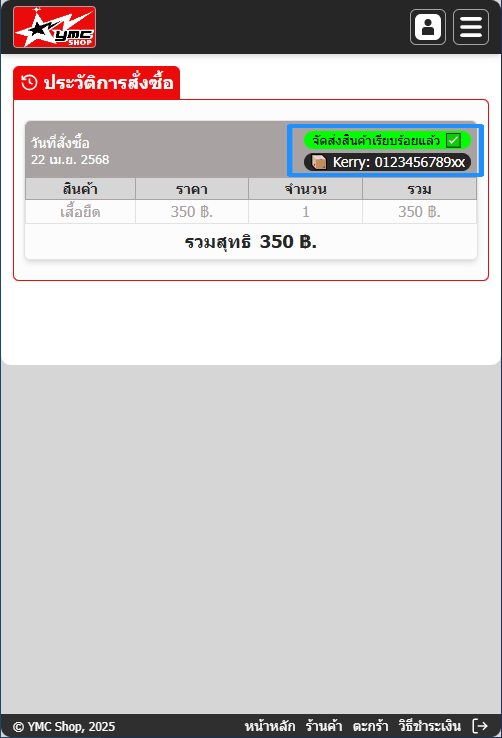 YMC
SHOP
ประวัติการสั่งซื้อ
วันที่สั่งซื้อ
22 เม.ย. 2568
จัดส่งสินค้าเรียบร้อยแล้ว
Kerry: 0123456789xx
สินค้า ราคา จำนวน รวม
เสื้อยืด 350 ฿. 1 350 ฿.
รวมสุทธิ 350 ฿.
© YMC Shop, 2025 หน้าหลัก ร้านค้า ตะกร้า วิธีชำระเงิน